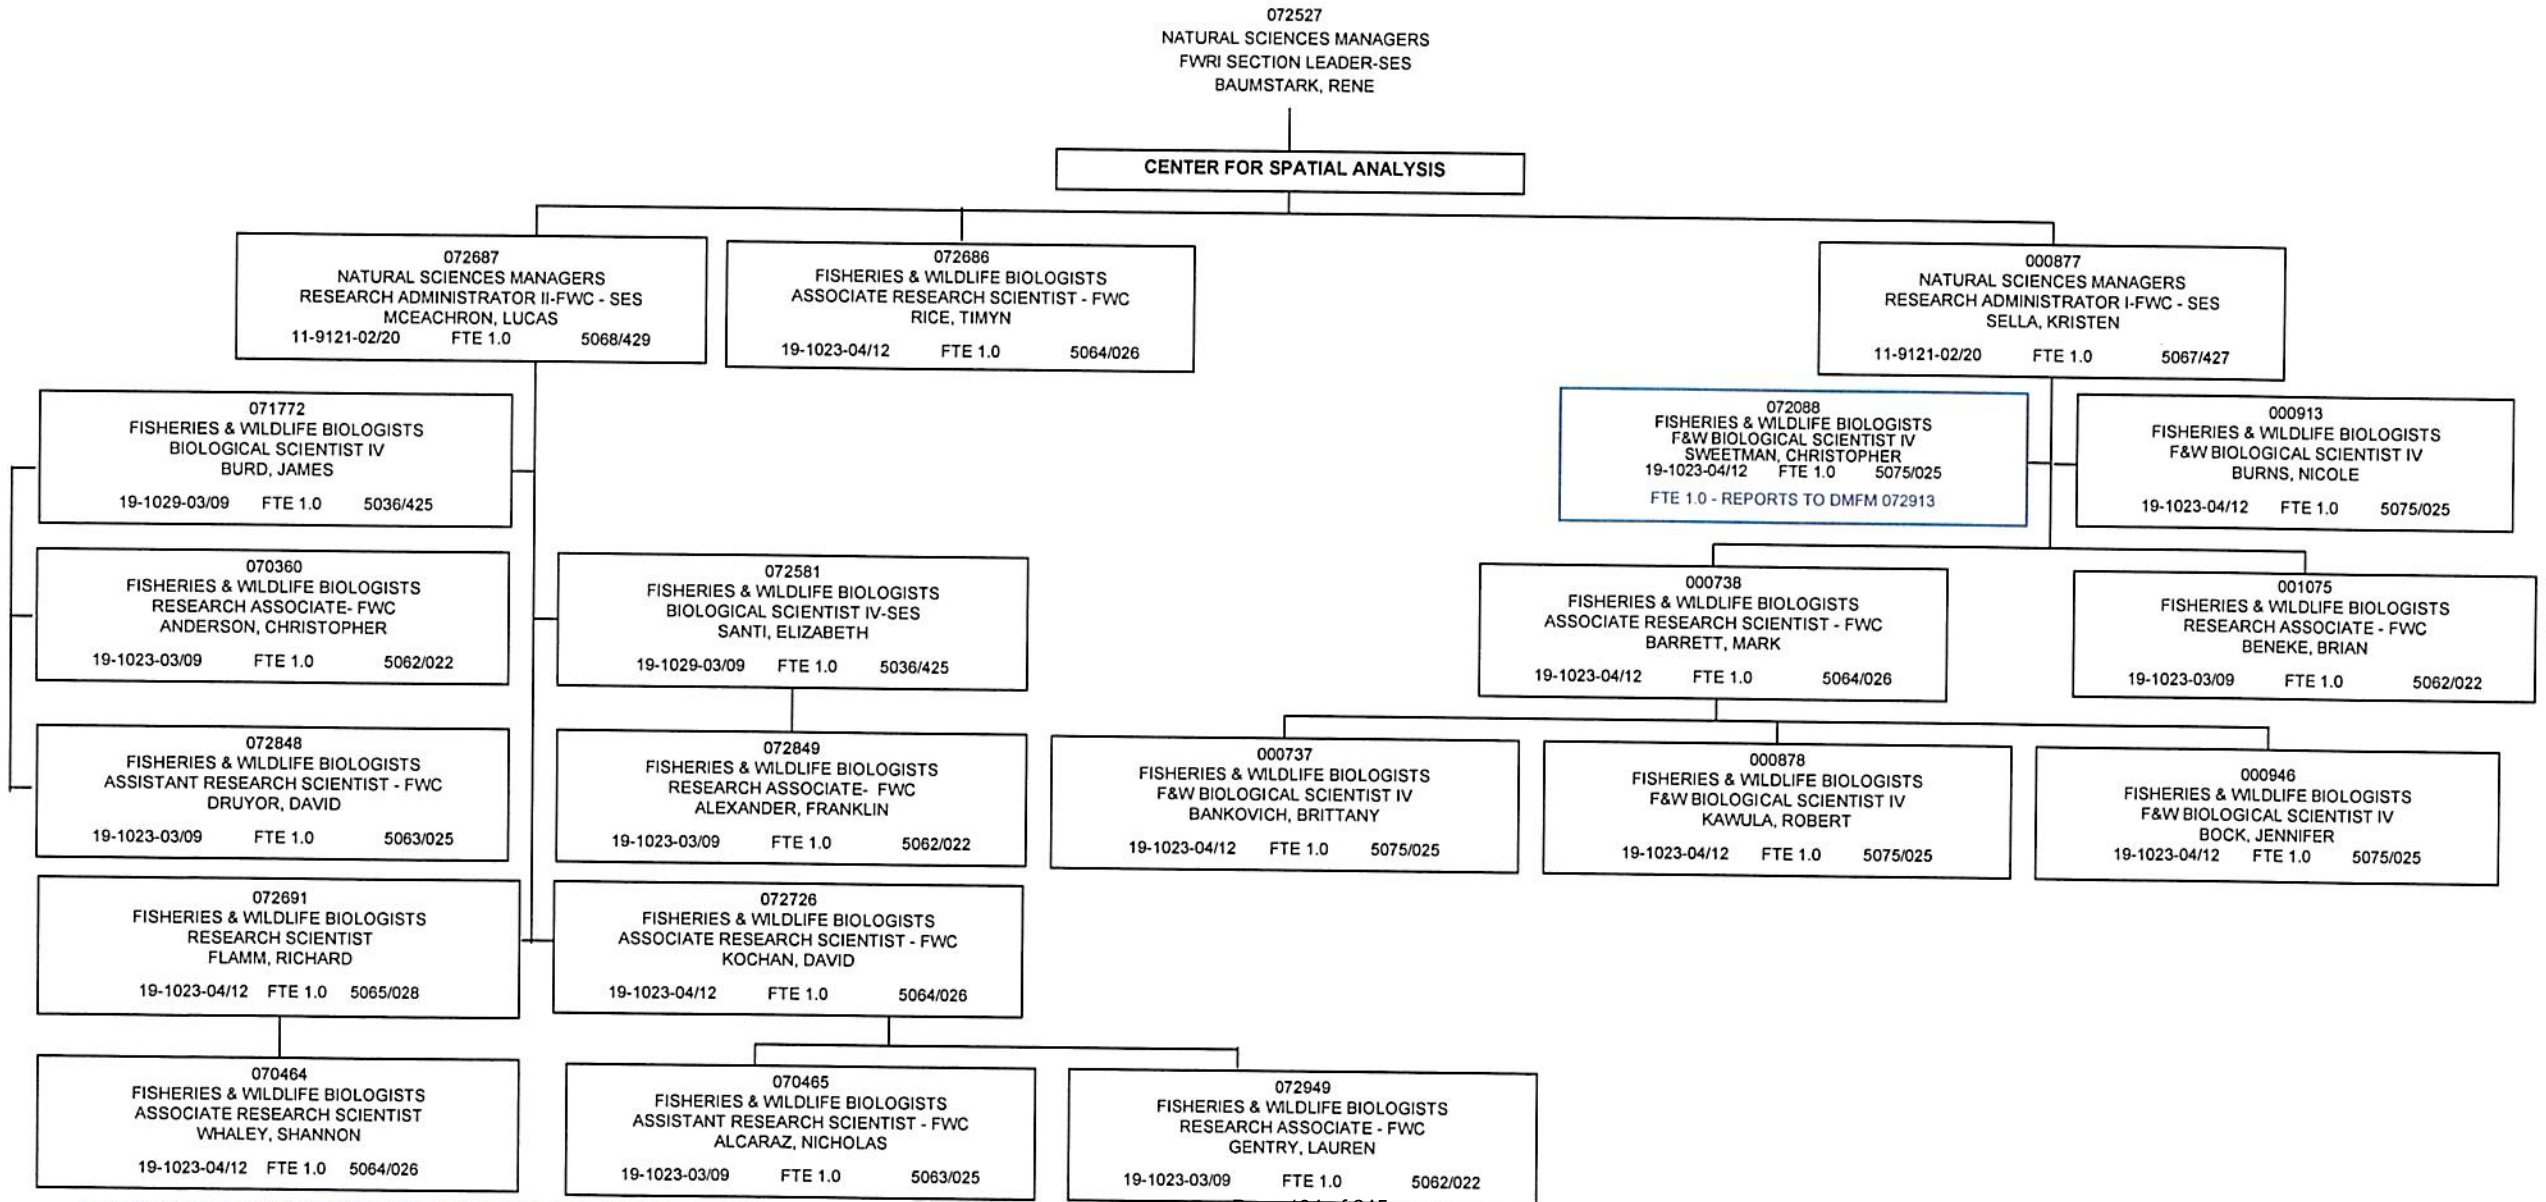 072527
NATURAL SCIENCES MANAGERS
FWRI SECTION LEADER-SES
BAUMSTARK, RENE
CENTER FOR SPATIAL ANALYSIS
072687
NATURAL SCIENCES MANAGERS
RESEARCH ADMINISTRATOR II-FWC - SES
MCEACHRON, LUCAS
11-9121-02/20 FTE 1.0 5068/429
072686
FISHERIES & WILDLIFE BIOLOGISTS
ASSOCIATE RESEARCH SCIENTIST - FWC
RICE, TIMYN
19-1023-04/12 FTE 1.0 5064/026
000877
NATURAL SCIENCES MANAGERS
RESEARCH ADMINISTRATOR I-FWC - SES
SELLA, KRISTEN
11-9121-02/20 FTE 1.0 5067/427
071772
FISHERIES & WILDLIFE BIOLOGISTS
BIOLOGICAL SCIENTIST IV
BURD, JAMES
19-1029-03/09 FTE 1.0 5036/425
072088
FISHERIES & WILDLIFE BIOLOGISTS
F&W BIOLOGICAL SCIENTIST IV
SWEETMAN, CHRISTOPHER
19-1023-04/12 FTE 1.0 5075/025
FTE 1.0 - REPORTS TO DMFM 072913
000913
FISHERIES & WILDLIFE BIOLOGISTS
F&W BIOLOGICAL SCIENTIST IV
BURNS, NICOLE
19-1023-04/12 FTE 1.0 5075/025
070360
FISHERIES & WILDLIFE BIOLOGISTS
RESEARCH ASSOCIATE- FWC
ANDERSON, CHRISTOPHER
19-1023-03/09 FTE 1.0 5062/022
072581
FISHERIES & WILDLIFE BIOLOGISTS
BIOLOGICAL SCIENTIST IV-SES
SANTI, ELIZABETH
19-1029-03/09 FTE 1.0 5036/425
000738
FISHERIES & WILDLIFE BIOLOGISTS
ASSOCIATE RESEARCH SCIENTIST - FWC
BARRETT, MARK
19-1023-04/12 FTE 1.0 5064/026
001075
FISHERIES & WILDLIFE BIOLOGISTS
RESEARCH ASSOCIATE - FWC
BENEKE, BRIAN
19-1023-03/09 FTE 1.0 5062/022
072848
FISHERIES & WILDLIFE BIOLOGISTS
ASSISTANT RESEARCH SCIENTIST - FWC
DRUYOR, DAVID
19-1023-03/09 FTE 1.0 5063/025
072849
FISHERIES & WILDLIFE BIOLOGISTS
RESEARCH ASSOCIATE- FWC
ALEXANDER, FRANKLIN
19-1023-03/09 FTE 1.0 5062/022
000737
FISHERIES & WILDLIFE BIOLOGISTS
F&W BIOLOGICAL SCIENTIST IV
BANKOVICH, BRITTANY
19-1023-04/12 FTE 1.0 5075/025
000878
FISHERIES & WILDLIFE BIOLOGISTS
F&W BIOLOGICAL SCIENTIST IV
KAWULA, ROBERT
19-1023-04/12 FTE 1.0 5075/025
000946
FISHERIES & WILDLIFE BIOLOGISTS
F&W BIOLOGICAL SCIENTIST IV
BOCK, JENNIFER
19-1023-04/12 FTE 1.0 5075/025
072691
FISHERIES & WILDLIFE BIOLOGISTS
RESEARCH SCIENTIST
FLAMM, RICHARD
19-1023-04/12 FTE 1.0 5065/028
072726
FISHERIES & WILDLIFE BIOLOGISTS
ASSOCIATE RESEARCH SCIENTIST - FWC
KOCHAN, DAVID
19-1023-04/12 FTE 1.0 5064/026
070464
FISHERIES & WILDLIFE BIOLOGISTS
ASSOCIATE RESEARCH SCIENTIST
WHALEY, SHANNON
19-1023-04/12 FTE 1.0 5064/026
070465
FISHERIES & WILDLIFE BIOLOGISTS
ASSISTANT RESEARCH SCIENTIST - FWC
ALCARAZ, NICHOLAS
19-1023-03/09 FTE 1.0 5063/025
072949
FISHERIES & WILDLIFE BIOLOGISTS
RESEARCH ASSOCIATE - FWC
GENTRY, LAUREN
19-1023-03/09 FTE 1.0 5062/022